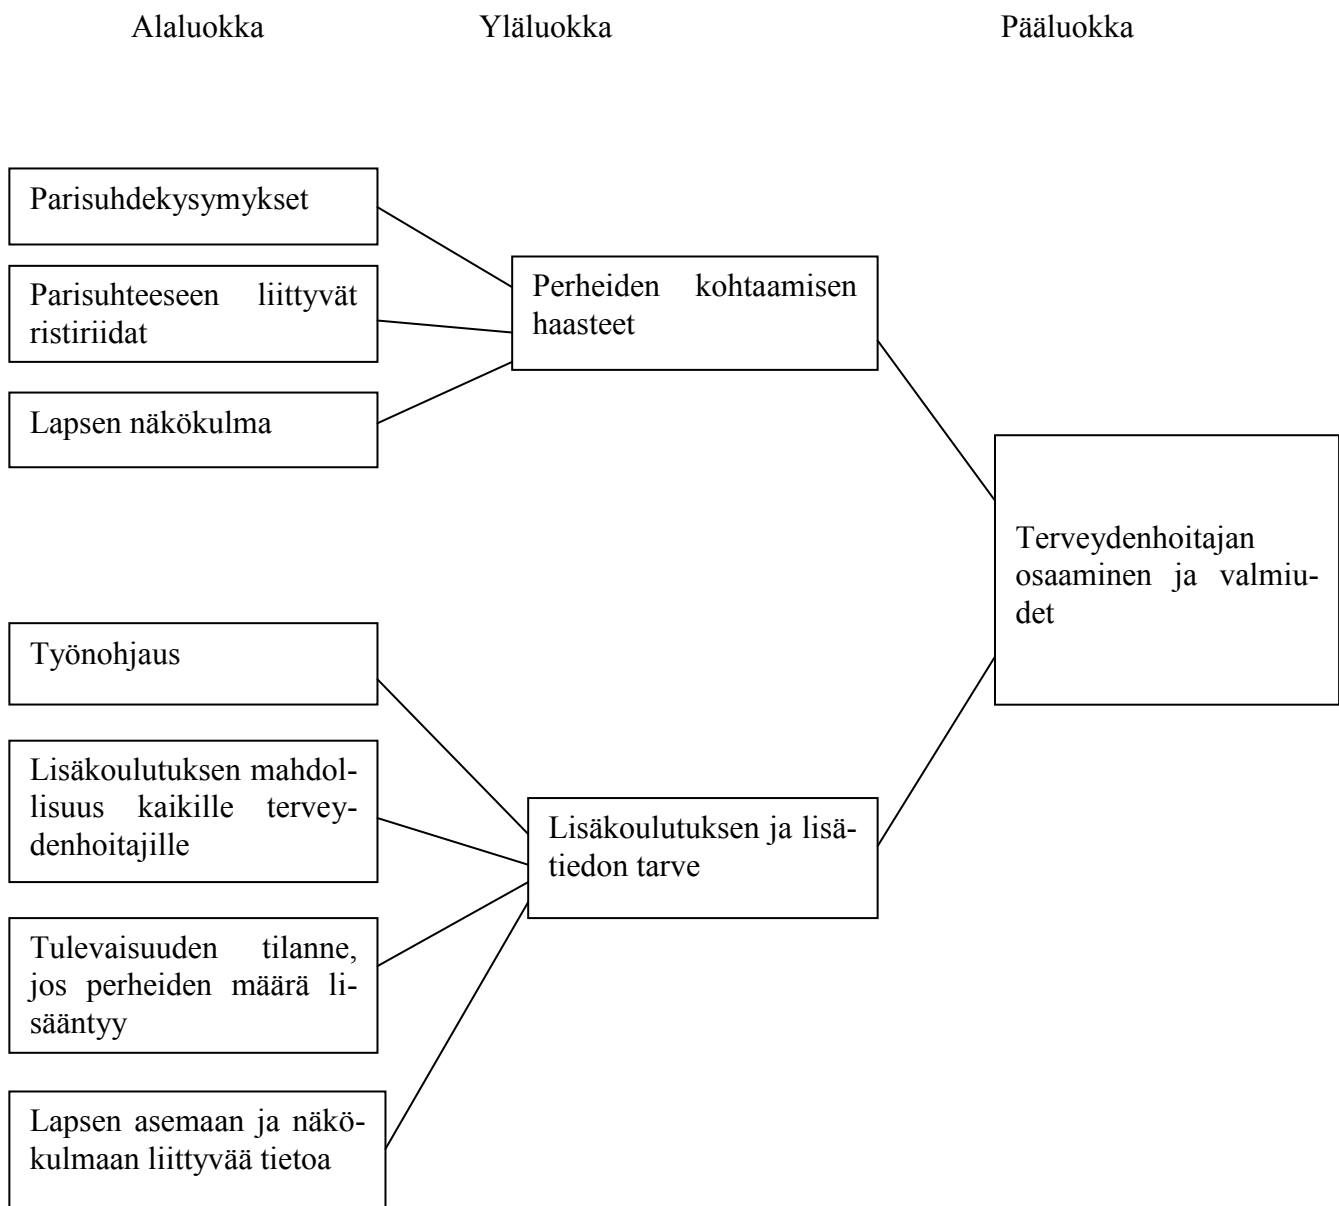 Alaluokka Yläluokka Pääluokka
Parisuhdekysymykset
Parisuhteeseen liittyvät
ristiriidat
Lapsen näkökulma
Perheiden kohtaamisen
haasteet
Terveydenhoitajan
osaaminen ja valmiu-
det
Työnohjaus
Lisäkoulutuksen mahdol-
lisuus kaikille tervey-
denhoitajille
Tulevaisuuden tilanne,
jos perheiden määrä li-
sääntyy
Lapsen asemaan ja näkö-
kulmaan liittyvää tietoa
Lisäkoulutuksen ja lisä-
tiedon tarve